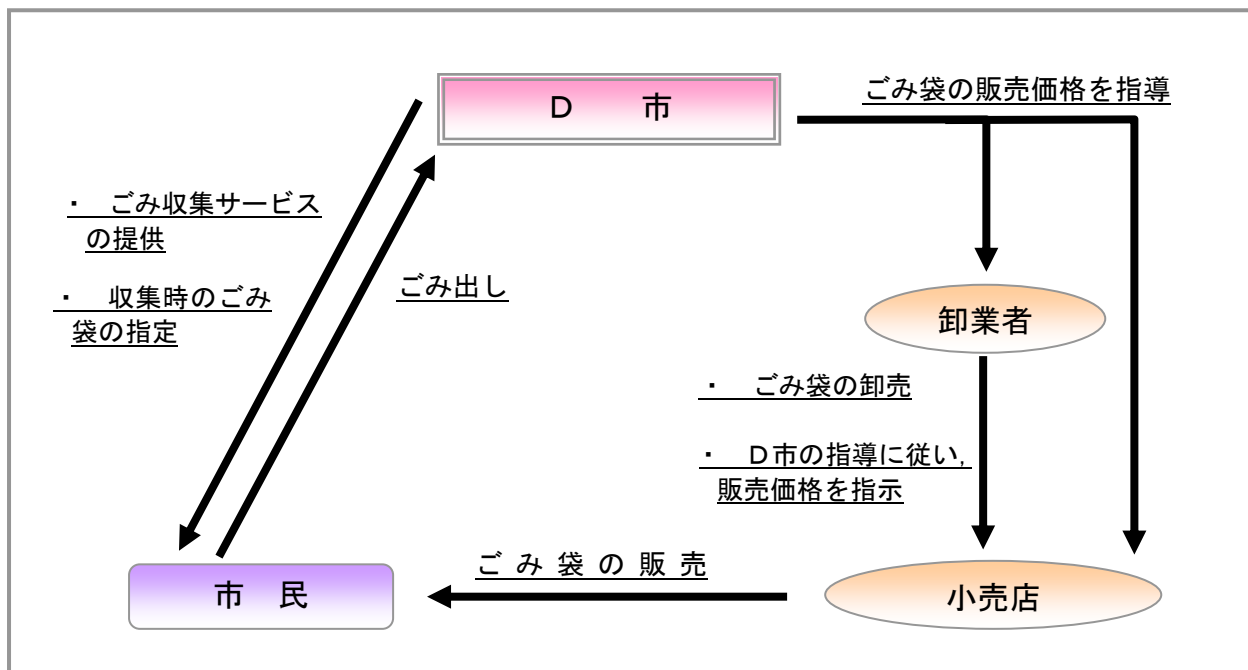 D 市
ごみ袋の販売価格を指導
・ ごみ収集サービス
の提供
・ 収集時のごみ
袋の指定
ごみ出し
卸業者
・ ごみ袋の卸売
・ D市の指導に従い,
販売価格を指示
ごみ袋の販売
市 民
小売店